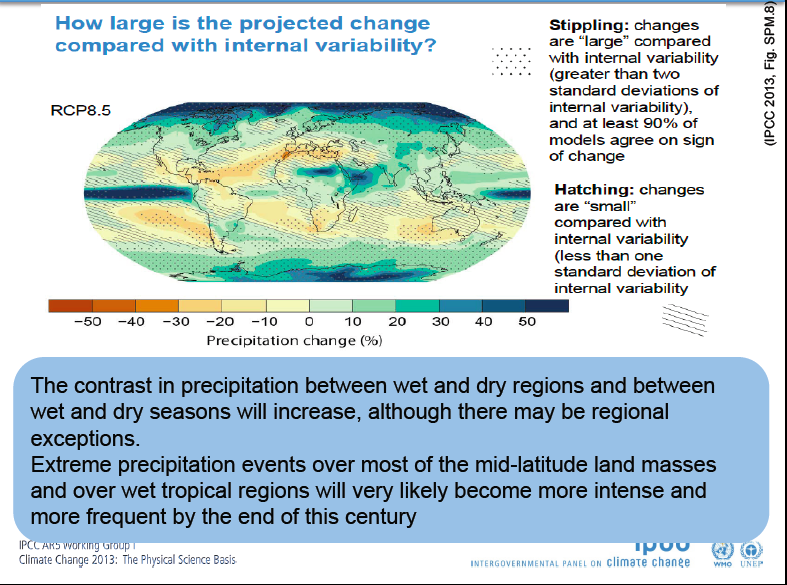 How large is the projected change
compared with internal variability?
Stippling: changes
are “large” compared
with internal variability
(greater than two
standard deviations of
internal variability),
and at least 90% of
models agree on sign
of change
(IPCC 2013, Fig. SPM.8)
RCP8.5
Hatching: changes
are “small”
compared with
internal variability
(less than one
standard deviation of
internal variability
−50 −40 −30 −20 −10 0 10 20 30 40 50
Precipitation change (%)
The contrast in precipitation between wet and dry regions and between
wet and dry seasons will increase, although there may be regional
exceptions.
Extreme precipitation events over most of the mid-latitude land masses
and over wet tropical regions will very likely become more intense and
more frequent by the end of this century
IPCC AR5 Working Group I
Climate Change 2013: The Physical Science Basis
ipcc
INTERGOVERNMENTAL PANEL ON climate change
WMO UNEP